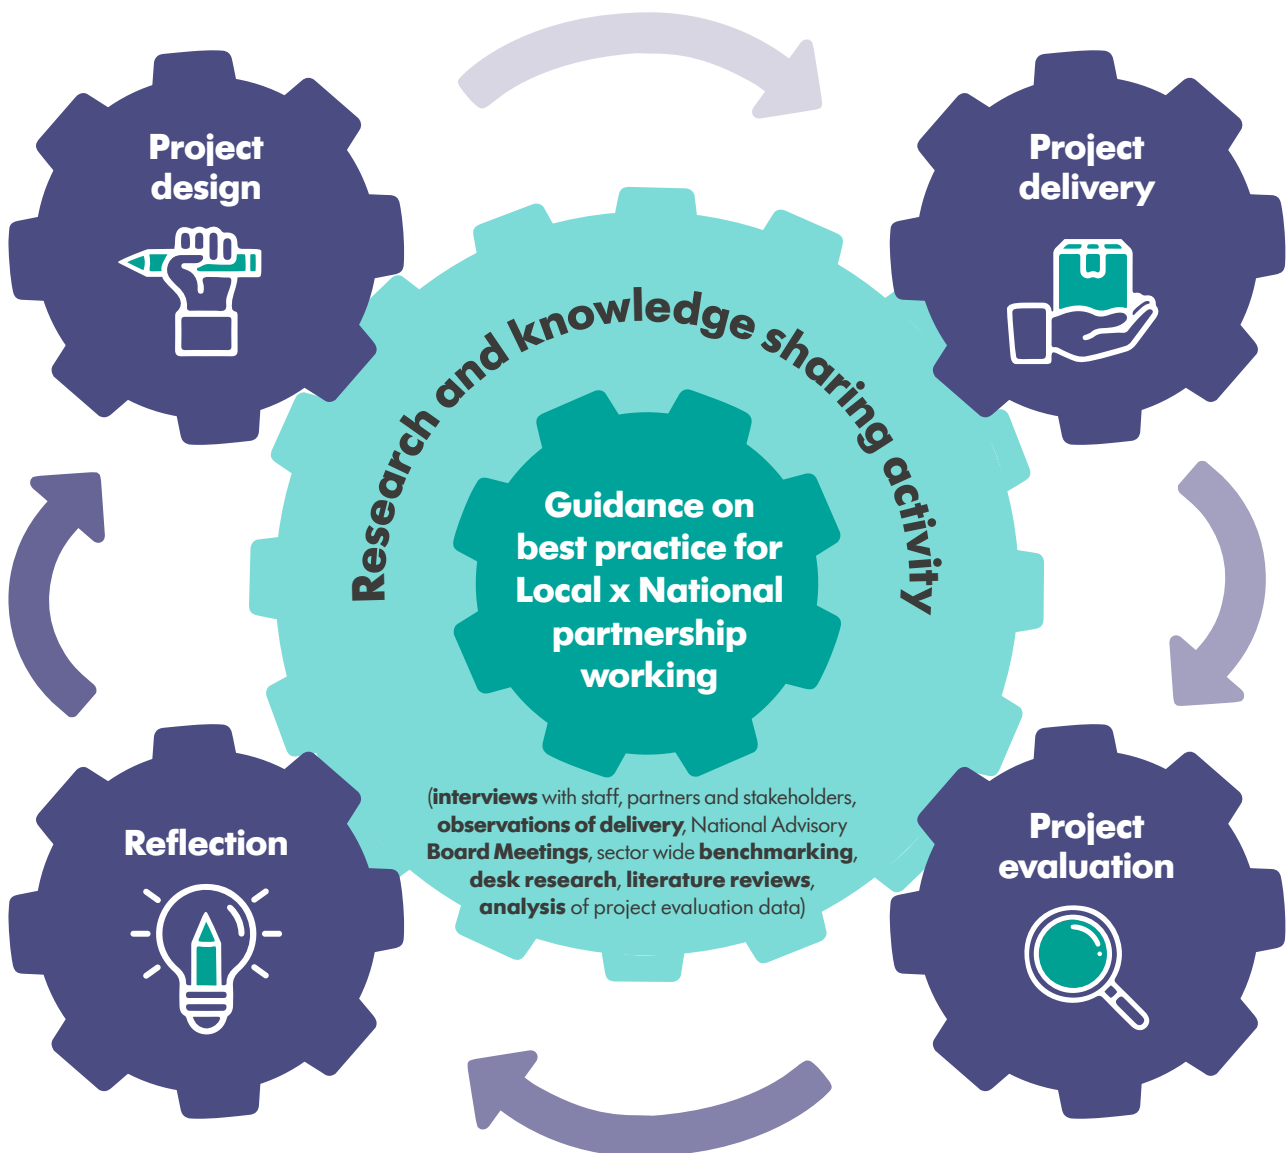 Project
design
Project
delivery
Research and knowledge sharing activity
Guidance on
best practice for
Local x National
partnership
working
(interviews with staff, partners and stakeholders,
observations of delivery, National Advisory
Board Meetings, sector wide benchmarking,
desk research, literature reviews,
analysis of project evaluation data)
Reflection
Project
evaluation